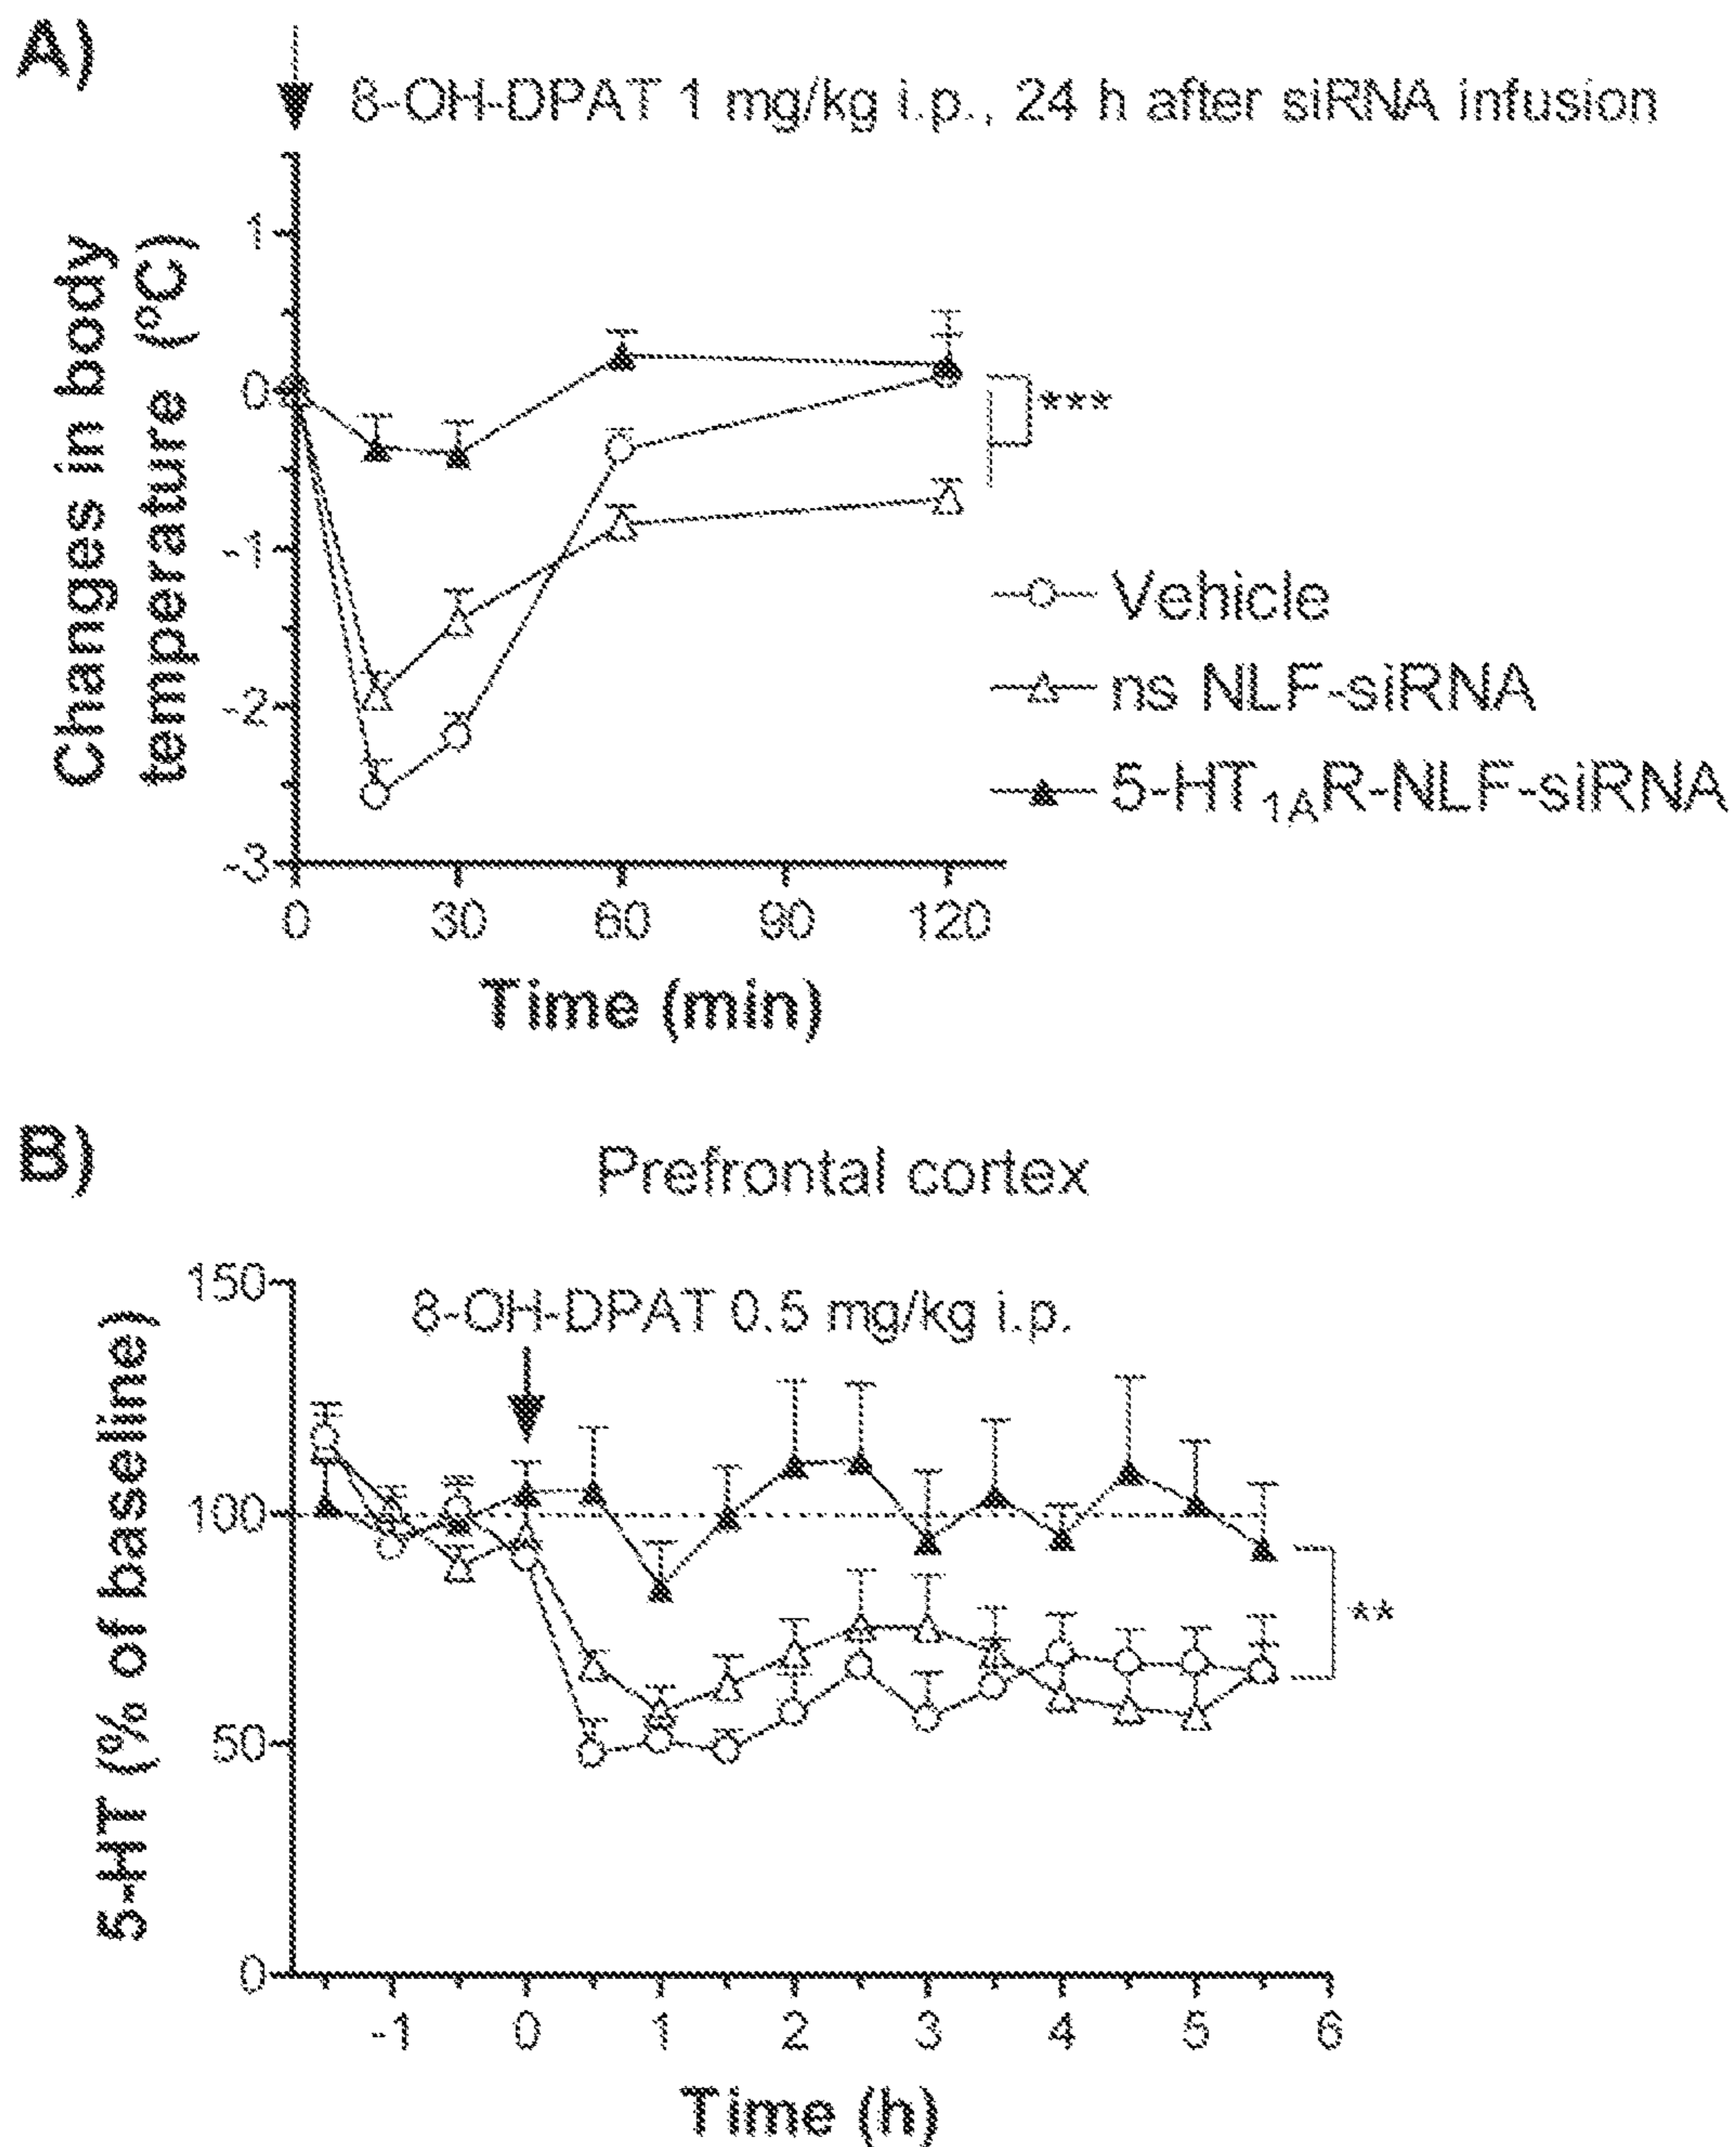 A)
8-OH-DPAT 1 mg/kg i.p., 24 h after siRNA infusion
Changes in body
temperature (ºC)
1
0
-1
-2
-3
0 30 60 90 120
Time (min)
***
Vehicle
ns NLF-siRNA
5-HT1AR-NLF-siRNA
B)
Prefrontal cortex
8-OH-DPAT 0.5 mg/kg i.p.
5-HT (% of baseline)
150
100
50
0
-1 0 1 2 3 4 5 6
Time (h)
**